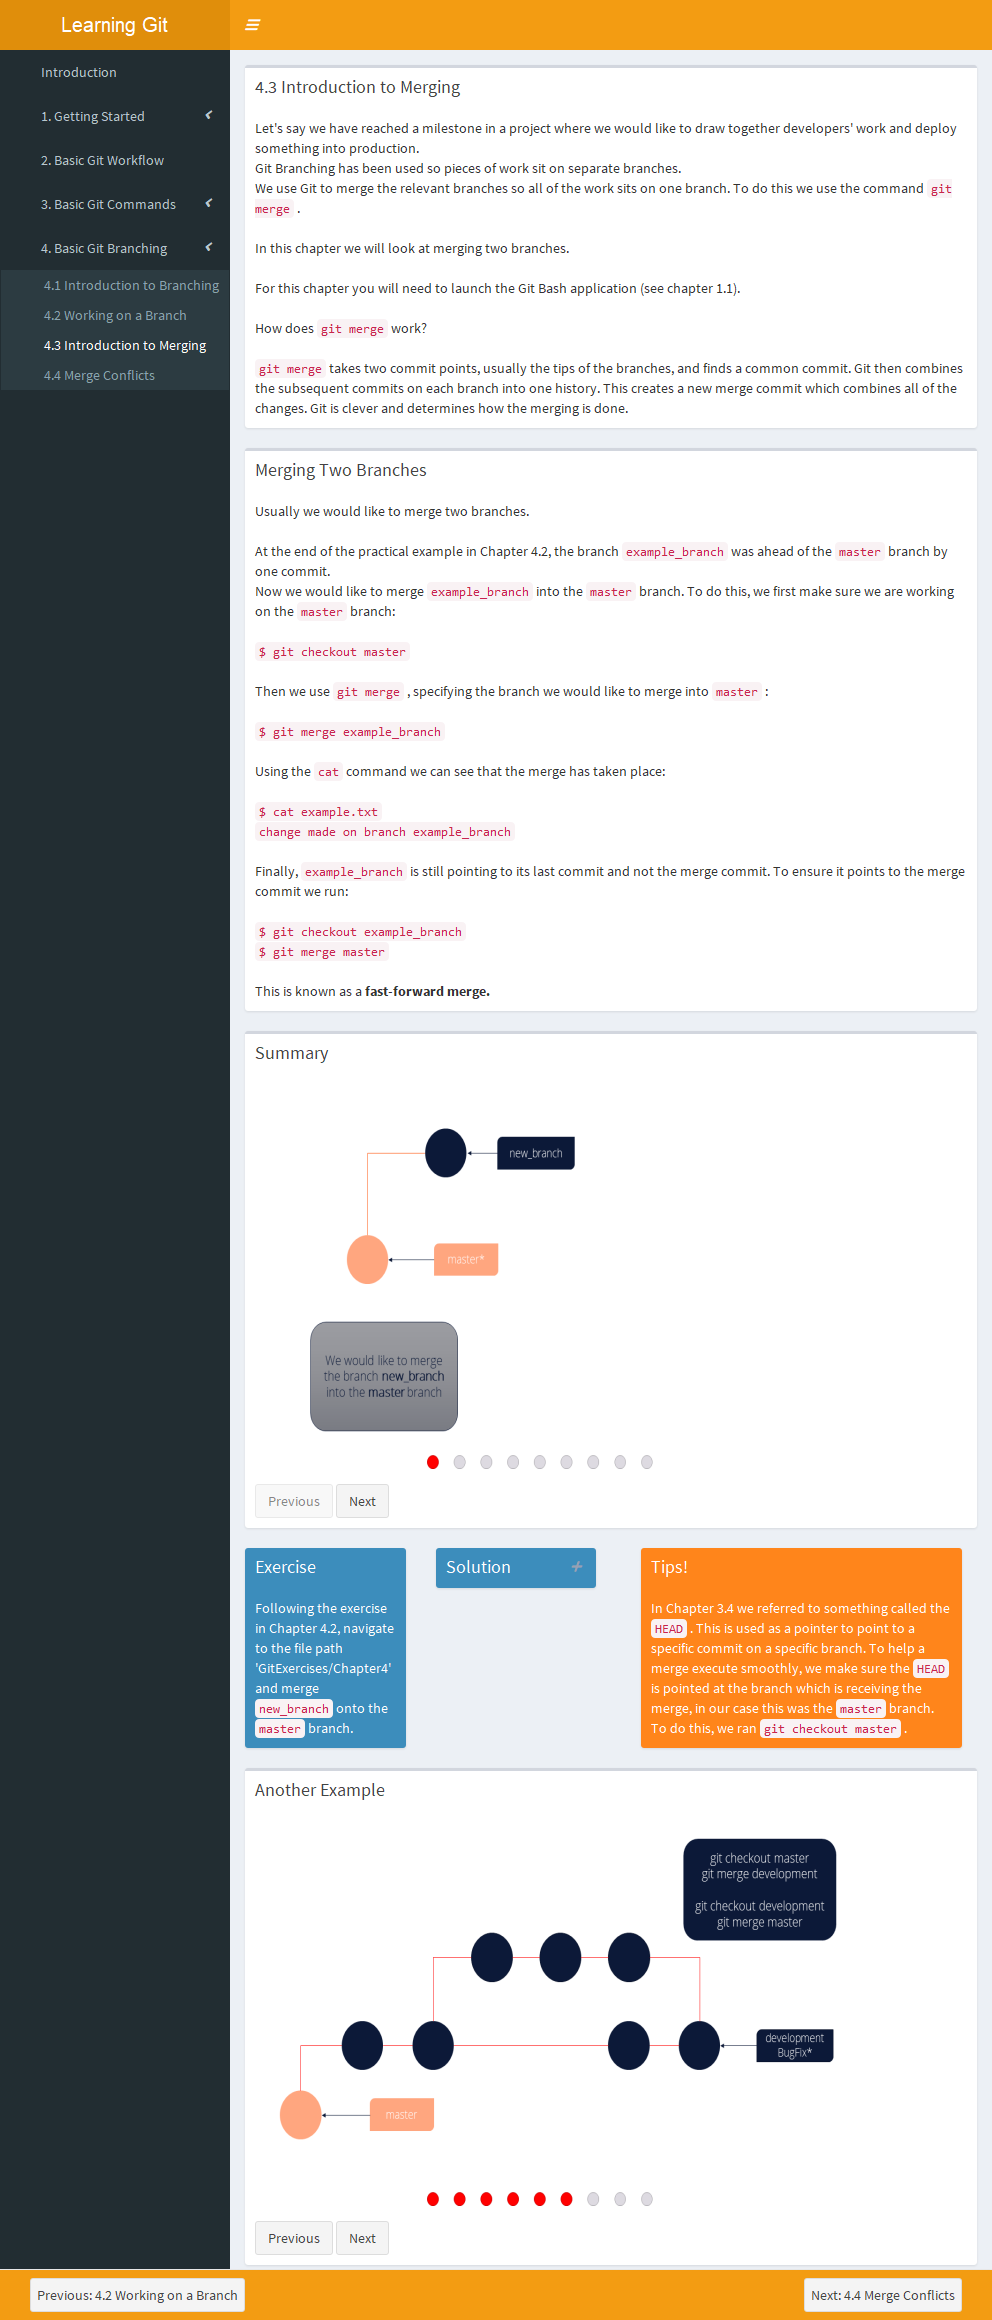 Learning Git
Introduction
1. Getting Started
2. Basic Git Workflow
3. Basic Git Commands
4. Basic Git Branching
4.1 Introduction to Branching
4.2 Working on a Branch
4.3 Introduction to Merging
4.4 Merge Conflicts
4.3 Introduction to Merging
Let's say we have reached a milestone in a project where we would like to draw together developers' work and deploy
something into production.
Git Branching has been used so pieces of work sit on separate branches.
We use Git to merge the relevant branches so all of the work sits on one branch. To do this we use the command git
merge .
In this chapter we will look at merging two branches.
For this chapter you will need to launch the Git Bash application (see chapter 1.1).
How does git merge work?
git merge takes two commit points, usually the tips of the branches, and finds a common commit. Git then combines
the subsequent commits on each branch into one history. This creates a new merge commit which combines all of the
changes. Git is clever and determines how the merging is done.
Merging Two Branches
Usually we would like to merge two branches.
At the end of the practical example in Chapter 4.2, the branch example_branch was ahead of the master branch by
one commit.
Now we would like to merge example_branch into the master branch. To do this, we first make sure we are working
on the master branch:
$ git checkout master
Then we use git merge , specifying the branch we would like to merge into master :
$ git merge example_branch
Using the cat command we can see that the merge has taken place:
$ cat example.txt
change made on branch example_branch
Finally, example_branch is still pointing to its last commit and not the merge commit. To ensure it points to the merge
commit we run:
$ git checkout example_branch
$ git merge master
This is known as a fast-forward merge.
Summary
new_branch
master*
We would like to merge
the branch new_branch
into the master branch
Previous
Next
Exercise
Following the exercise
in Chapter 4.2, navigate
to the file path
'GitExercises/Chapter4'
and merge
new_branch onto the
master branch.
Solution
Tips!
In Chapter 3.4 we referred to something called the
HEAD . This is used as a pointer to point to a
specific commit on a specific branch. To help a
merge execute smoothly, we make sure the HEAD
is pointed at the branch which is receiving the
merge, in our case this was the master branch.
To do this, we ran git checkout master .
Another Example
git checkout master
git merge development
git checkout development
git merge master
development
BugFix*
master
Previous
Next
Previous: 4.2 Working on a Branch
Next: 4.4 Merge Conflicts